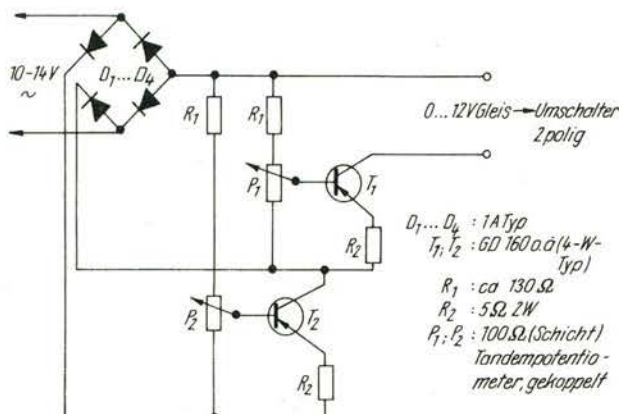 10-14V
~
D1...D4
R1
R1
0...12V Gleis → Umschalter
2polig
P1
T1
R2
D1... D4 : 1A Typ
T1; T2 : GD 160 o.ä (4-W-
Typ)
R1 : ca 130 Ω
R2 : 5Ω 2W
P1; P2 : 100Ω (Schicht)
Tandempotentio-
meter, gekoppelt
P2
T2
R2